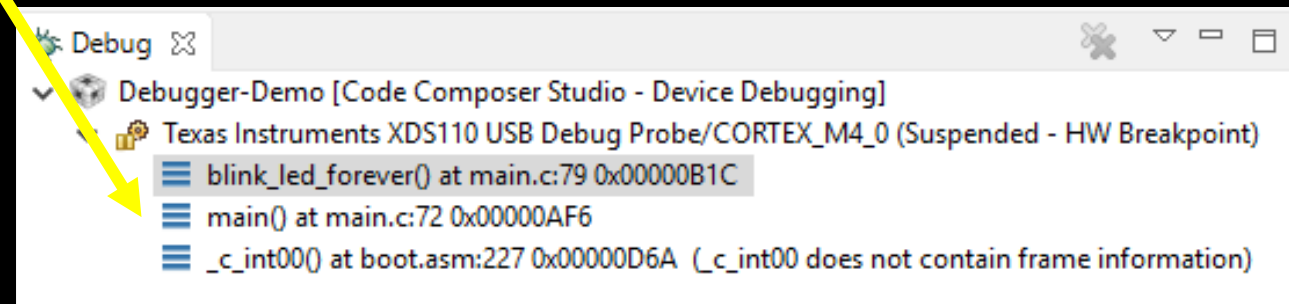 Debug
Debugger-Demo [Code Composer Studio - Device Debugging]
Texas Instruments XDS110 USB Debug Probe/CORTEX_M4_0 (Suspended - HW Breakpoint)
blink_led_forever() at main.c:79 0x00000B1C
main() at main.c:72 0x00000AF6
_c_int00() at boot.asm:227 0x00000D6A (_c_int00 does not contain frame information)